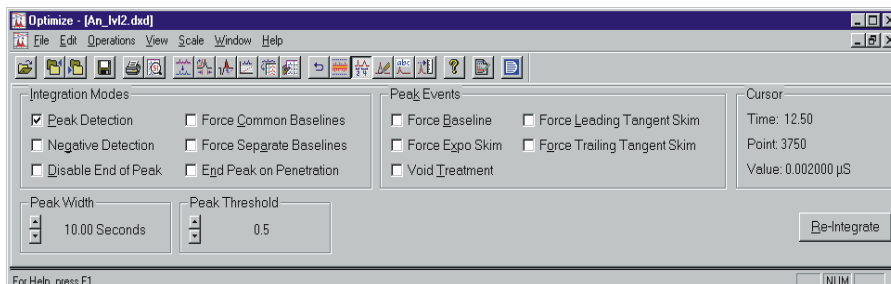 Optimize - [An_lvl2.dxd]
File Edit Operations View Scale Window Help
Integration Modes
Peak Detection
Force Common Baselines
Negative Detection
Force Separate Baselines
Disable End of Peak
End Peak on Penetration
Peak Events
Force Baseline
Force Leading Tangent Skim
Force Expo Skim
Force Trailing Tangent Skim
Void Treatment
Cursor
Time: 12.50
Point: 3750
Value: 0.002000 µS
Peak Width
10.00 Seconds
Peak Threshold
0.5
Re-Integrate
For Help, press F1
NUM